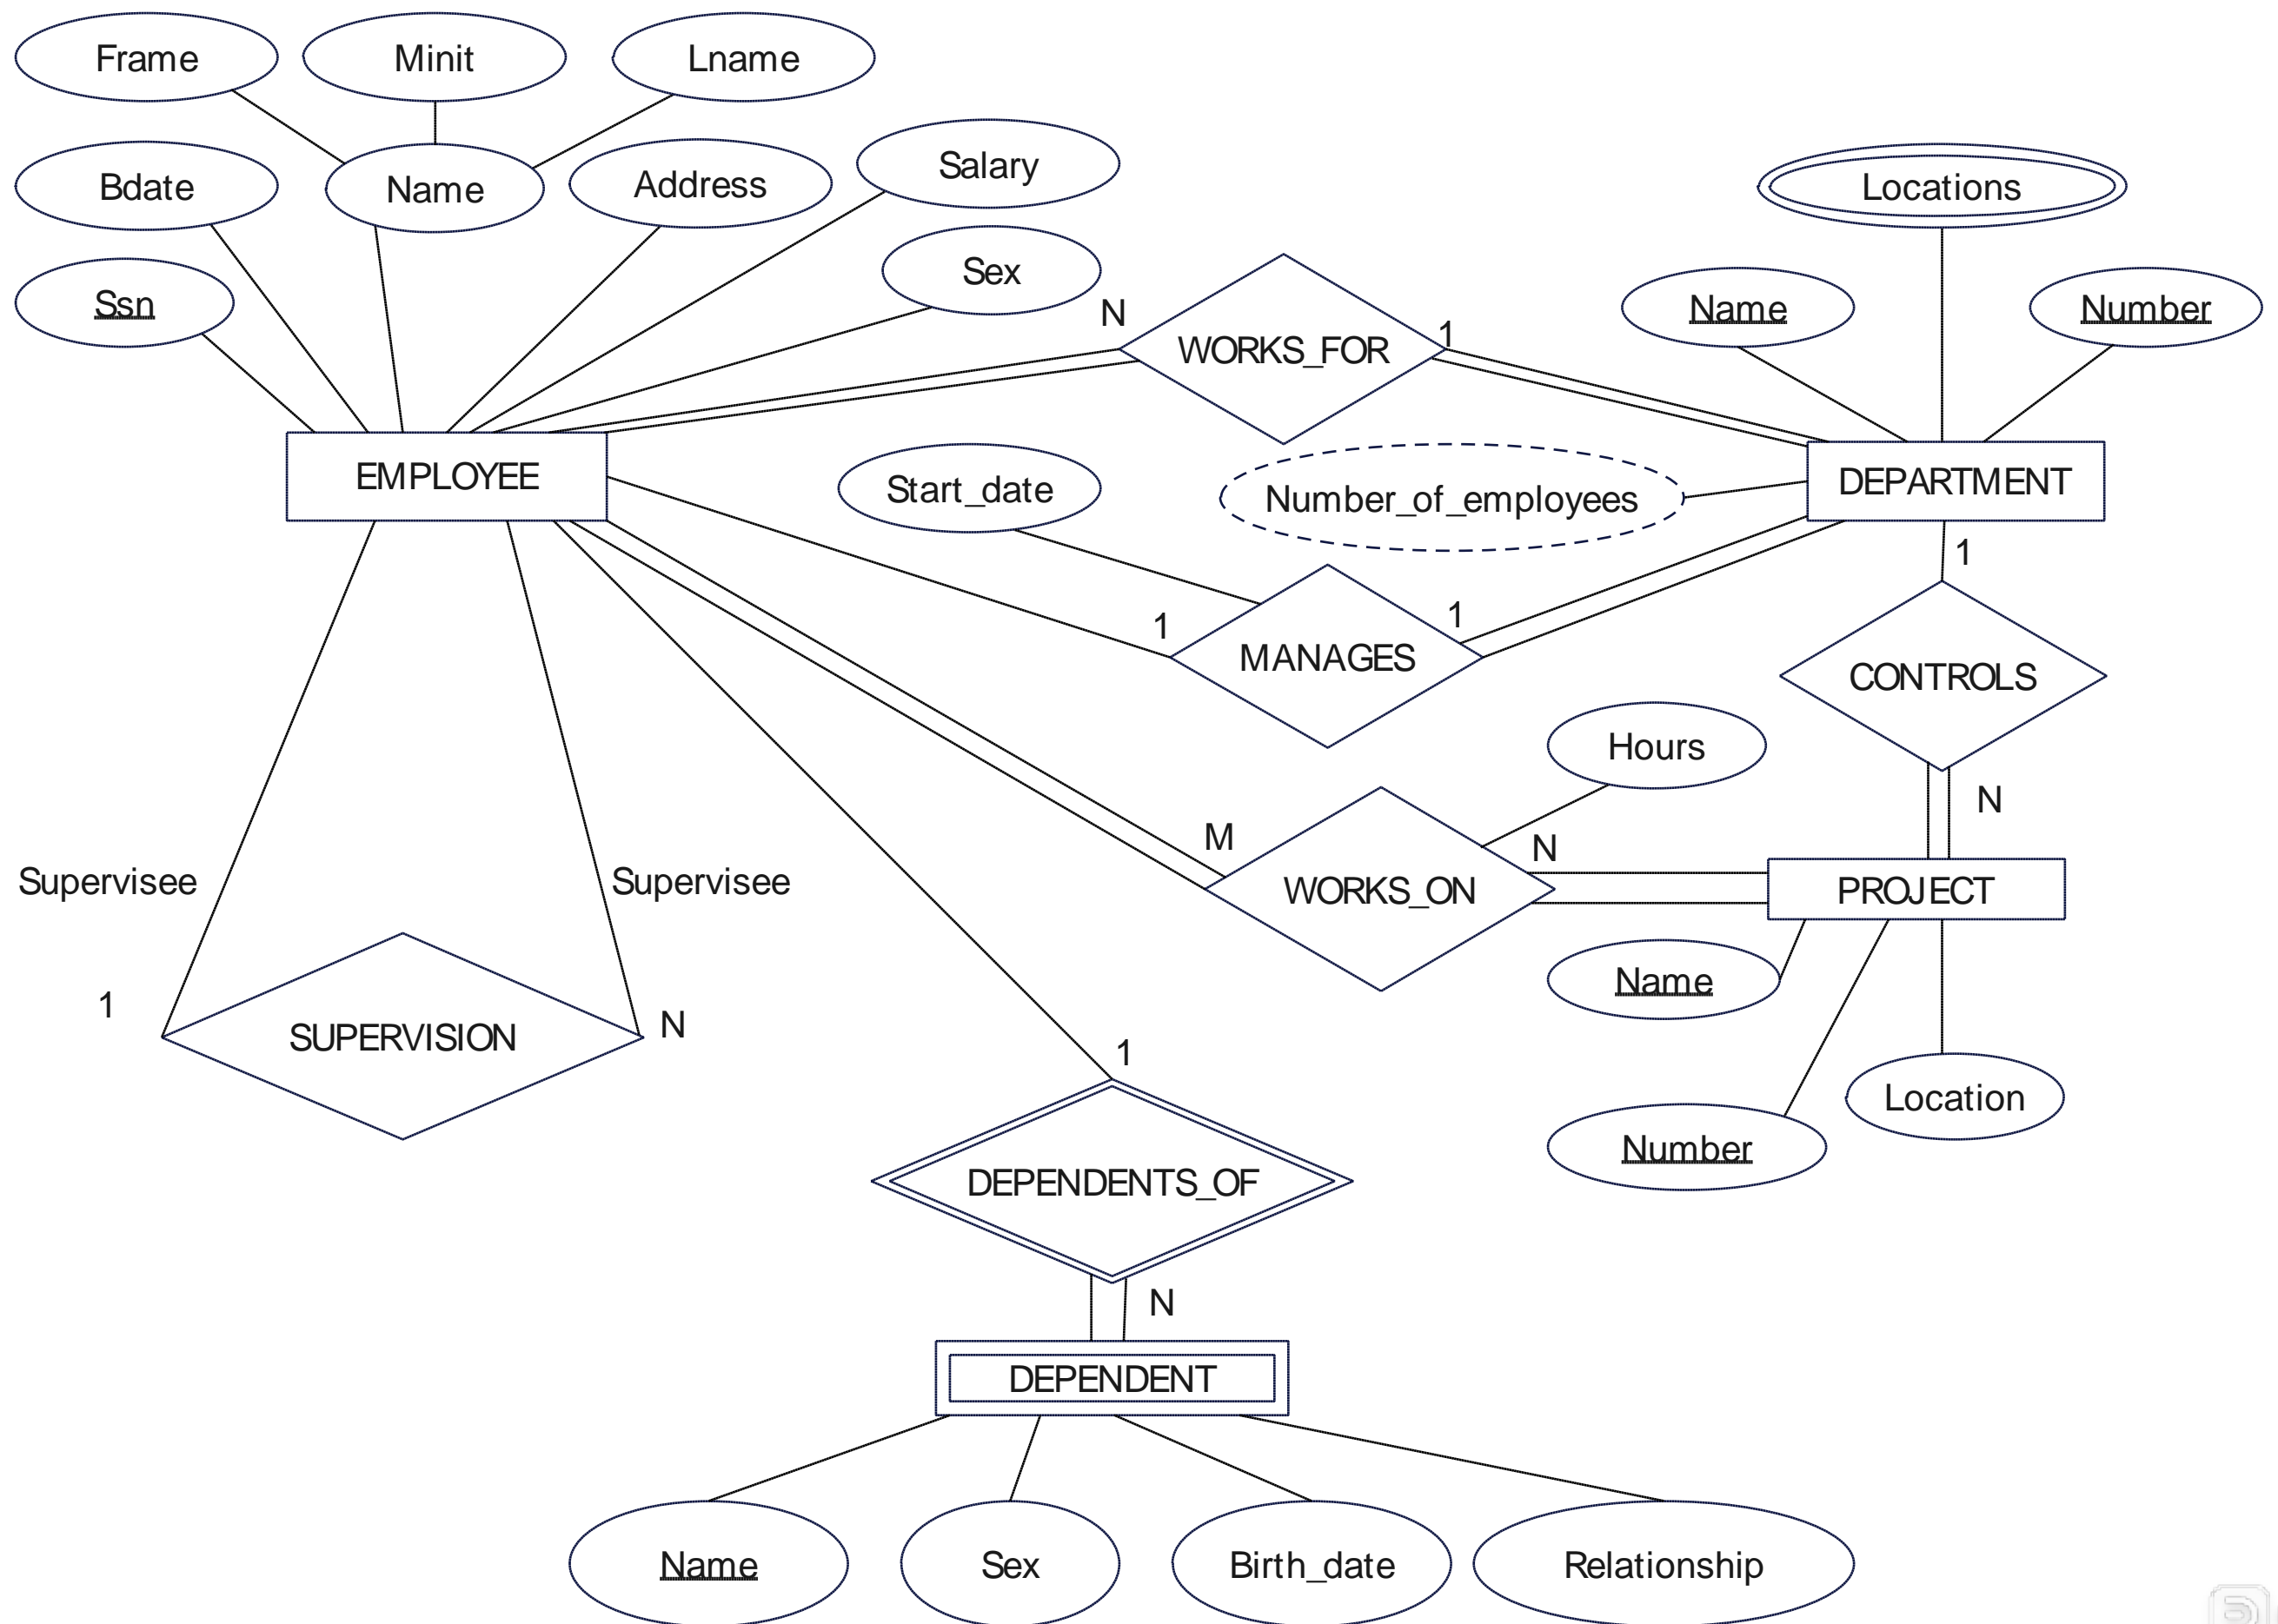 Frame
Minit
Lname
Bdate
Name
Address
Salary
Locations
Ssn
Sex
Name
Number
N
WORKS_FOR
1
EMPLOYEE
Start_date
Number_of_employees
DEPARTMENT
1
1
1
MANAGES
CONTROLS
Hours
N
M
N
Supervisee
Supervisee
WORKS_ON
PROJECT
Name
1
N
SUPERVISION
1
Location
Number
DEPENDENTS_OF
N
DEPENDENT
Name
Sex
Birth_date
Relationship